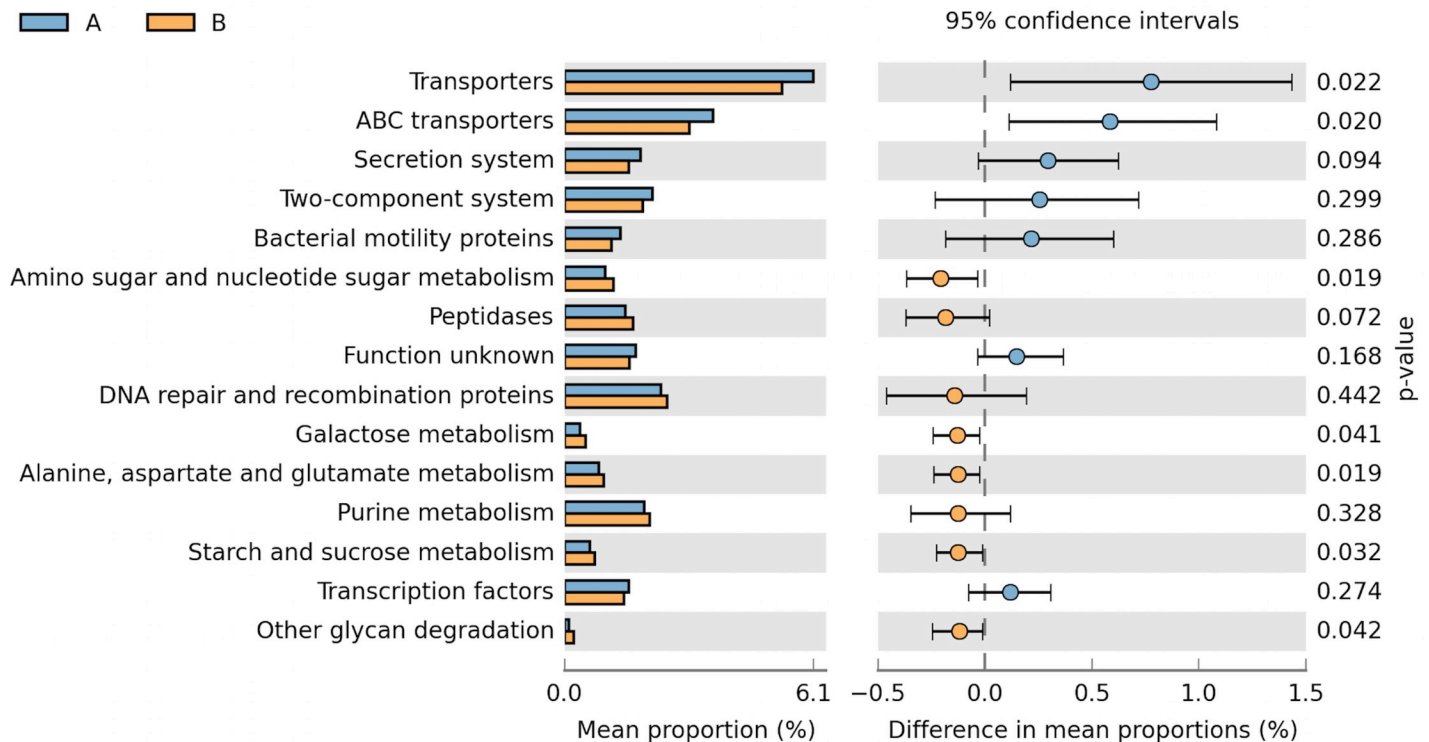 A B 95% confidence intervals
Transporters 0.022
ABC transporters 0.020
Secretion system 0.094
Two-component system 0.299
Bacterial motility proteins 0.286
Amino sugar and nucleotide sugar metabolism 0.019
Peptidases 0.072
Function unknown 0.168
DNA repair and recombination proteins 0.442
Galactose metabolism 0.041
Alanine, aspartate and glutamate metabolism 0.019
Purine metabolism 0.328
Starch and sucrose metabolism 0.032
Transcription factors 0.274
Other glycan degradation 0.042
p-value
0.0 6.1 −0.5 0.0 0.5 1.0 1.5
Mean proportion (%) Difference in mean proportions (%)